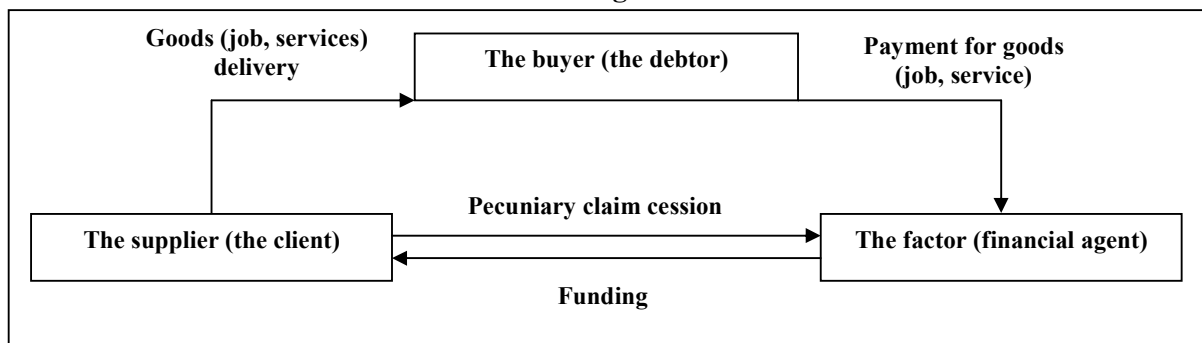 Goods (job, services)
delivery
The buyer (the debtor)
Payment for goods
(job, service)
Pecuniary claim cession
The supplier (the client)
The factor (financial agent)
Funding